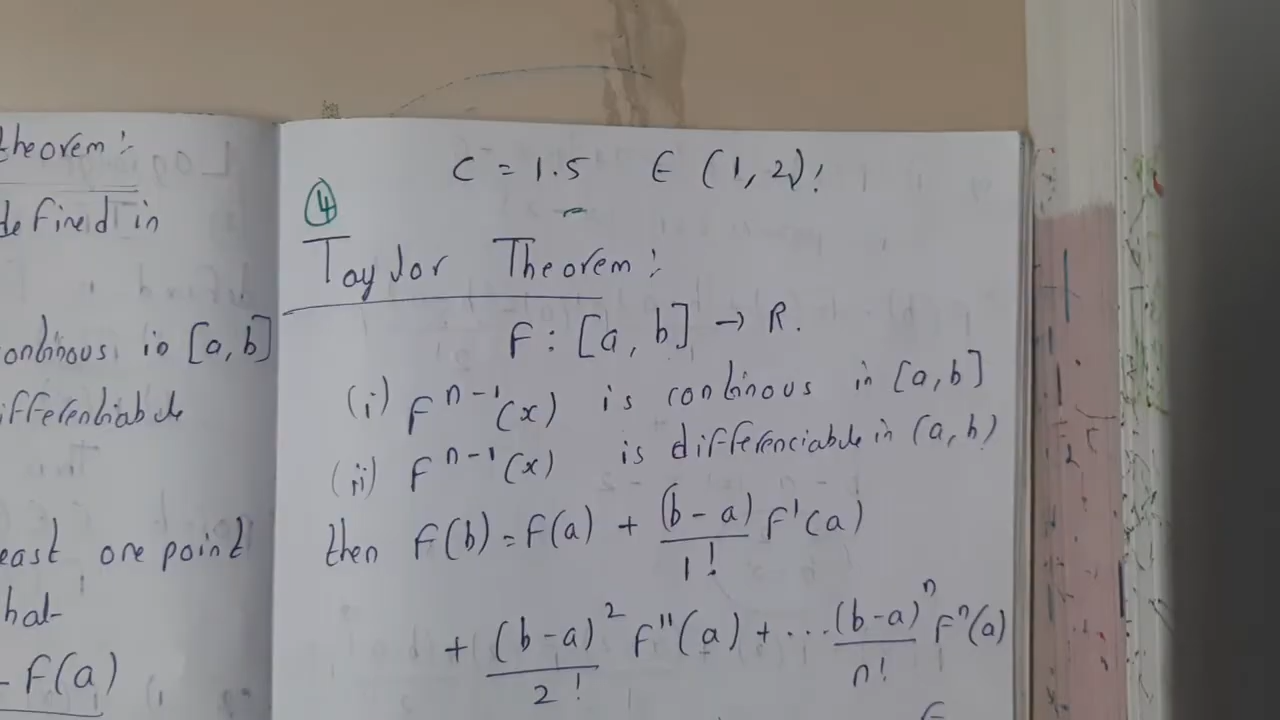 theorem:
defined in
continous in [a,b]
differentiable
least one point
that
- F(a)
C = 1.5 ∈ (1,2)!
④
Taylor Theorem:
F : [a, b] → R.
(i) F^{n-1}(x) is continous in [a,b]
(ii) F^{n-1}(x) is differenciable in (a,b)
then F(b) = F(a) + (b-a)/1! F'(a)
+ (b-a)^2/2! F''(a) + ... (b-a)^n/n! F^n(a)